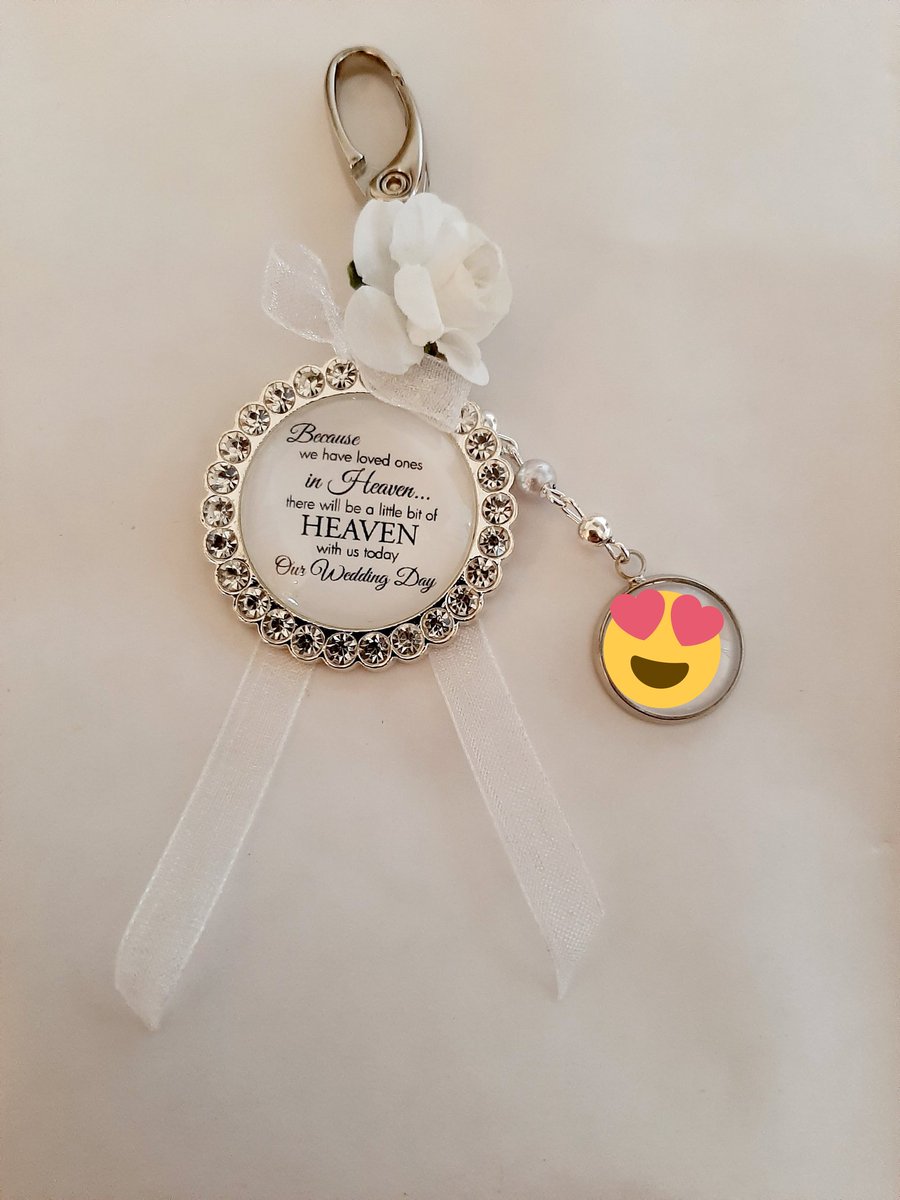 Because
we have loved ones
in Heaven...
there will be a little bit of
HEAVEN
with us today
Our Wedding Day